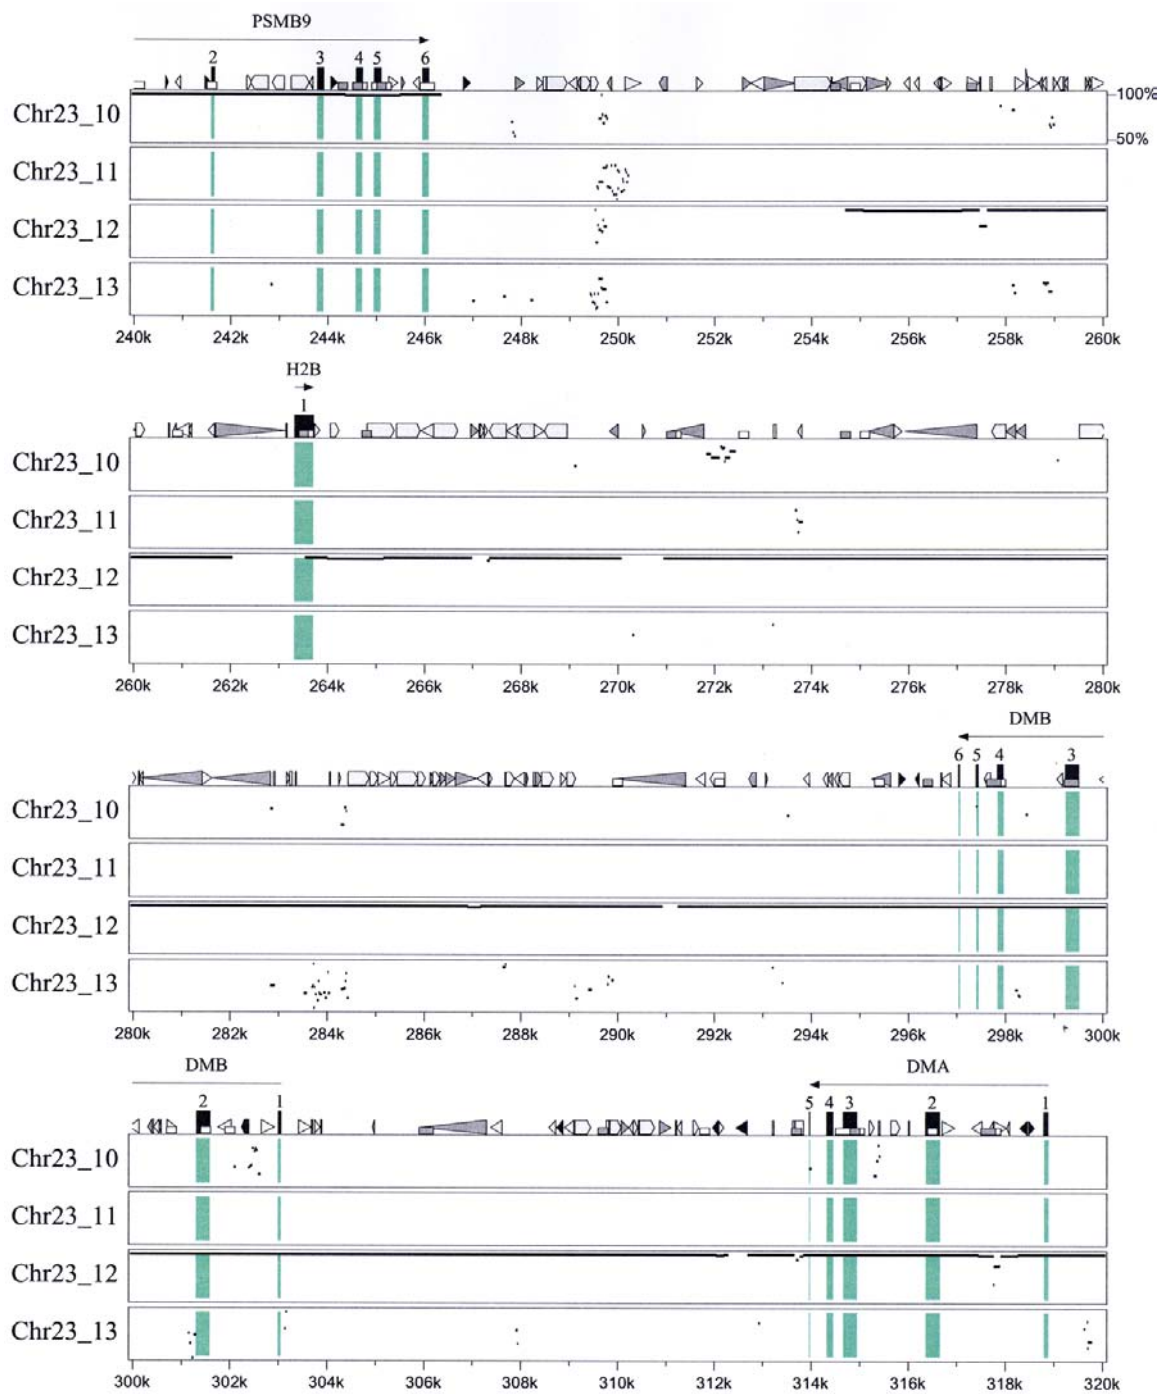 PSMB9
2 3 4 5 6
Chr23_10 100%
50%
Chr23_11
Chr23_12
Chr23_13
240k 242k 244k 246k 248k 250k 252k 254k 256k 258k 260k
H2B
1
Chr23_10
Chr23_11
Chr23_12
Chr23_13
260k 262k 264k 266k 268k 270k 272k 274k 276k 278k 280k
DMB
6 5 4 3
Chr23_10
Chr23_11
Chr23_12
Chr23_13
280k 282k 284k 286k 288k 290k 292k 294k 296k 298k 300k
DMB DMA
2 1 5 4 3 2 1
Chr23_10
Chr23_11
Chr23_12
Chr23_13
300k 302k 304k 306k 308k 310k 312k 314k 316k 318k 320k